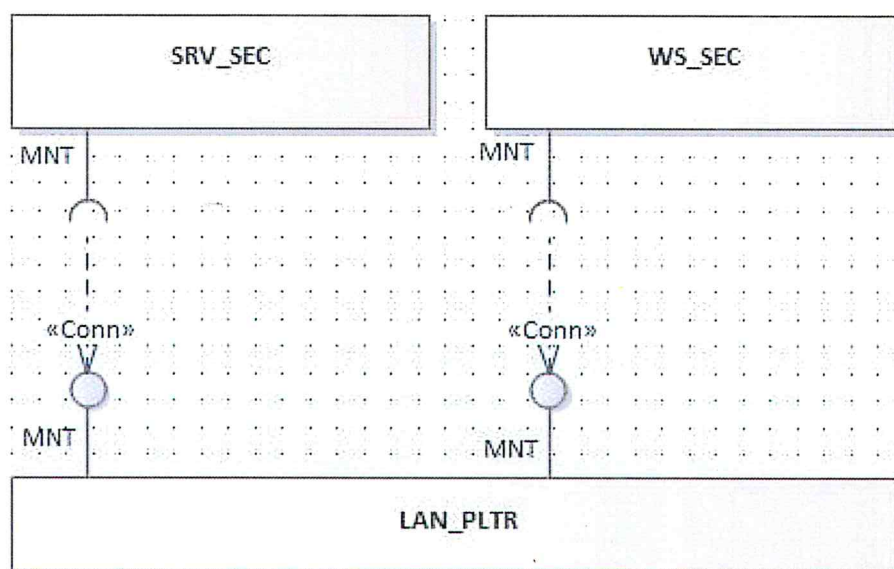 SRV_SEC
WS_SEC
MNT
MNT
«Conn»
«Conn»
MNT
MNT
LAN_PLTR